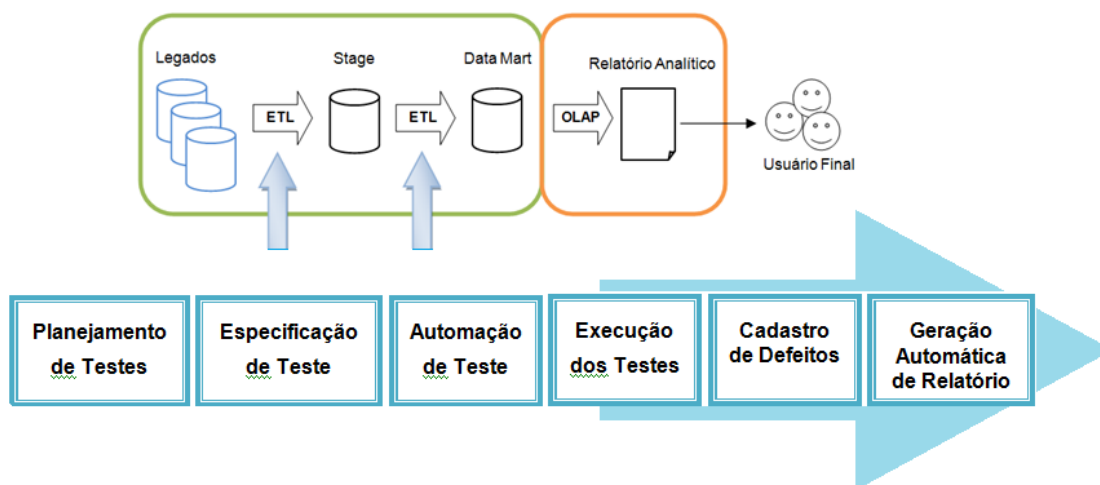 Legados
Stage
Data Mart
Relatório Analítico
ETL
ETL
OLAP
Usuário Final
Planejamento
de Testes
Especificação
de Teste
Automação
de Teste
Execução
dos Testes
Cadastro
de Defeitos
Geração
Automática
de Relatório